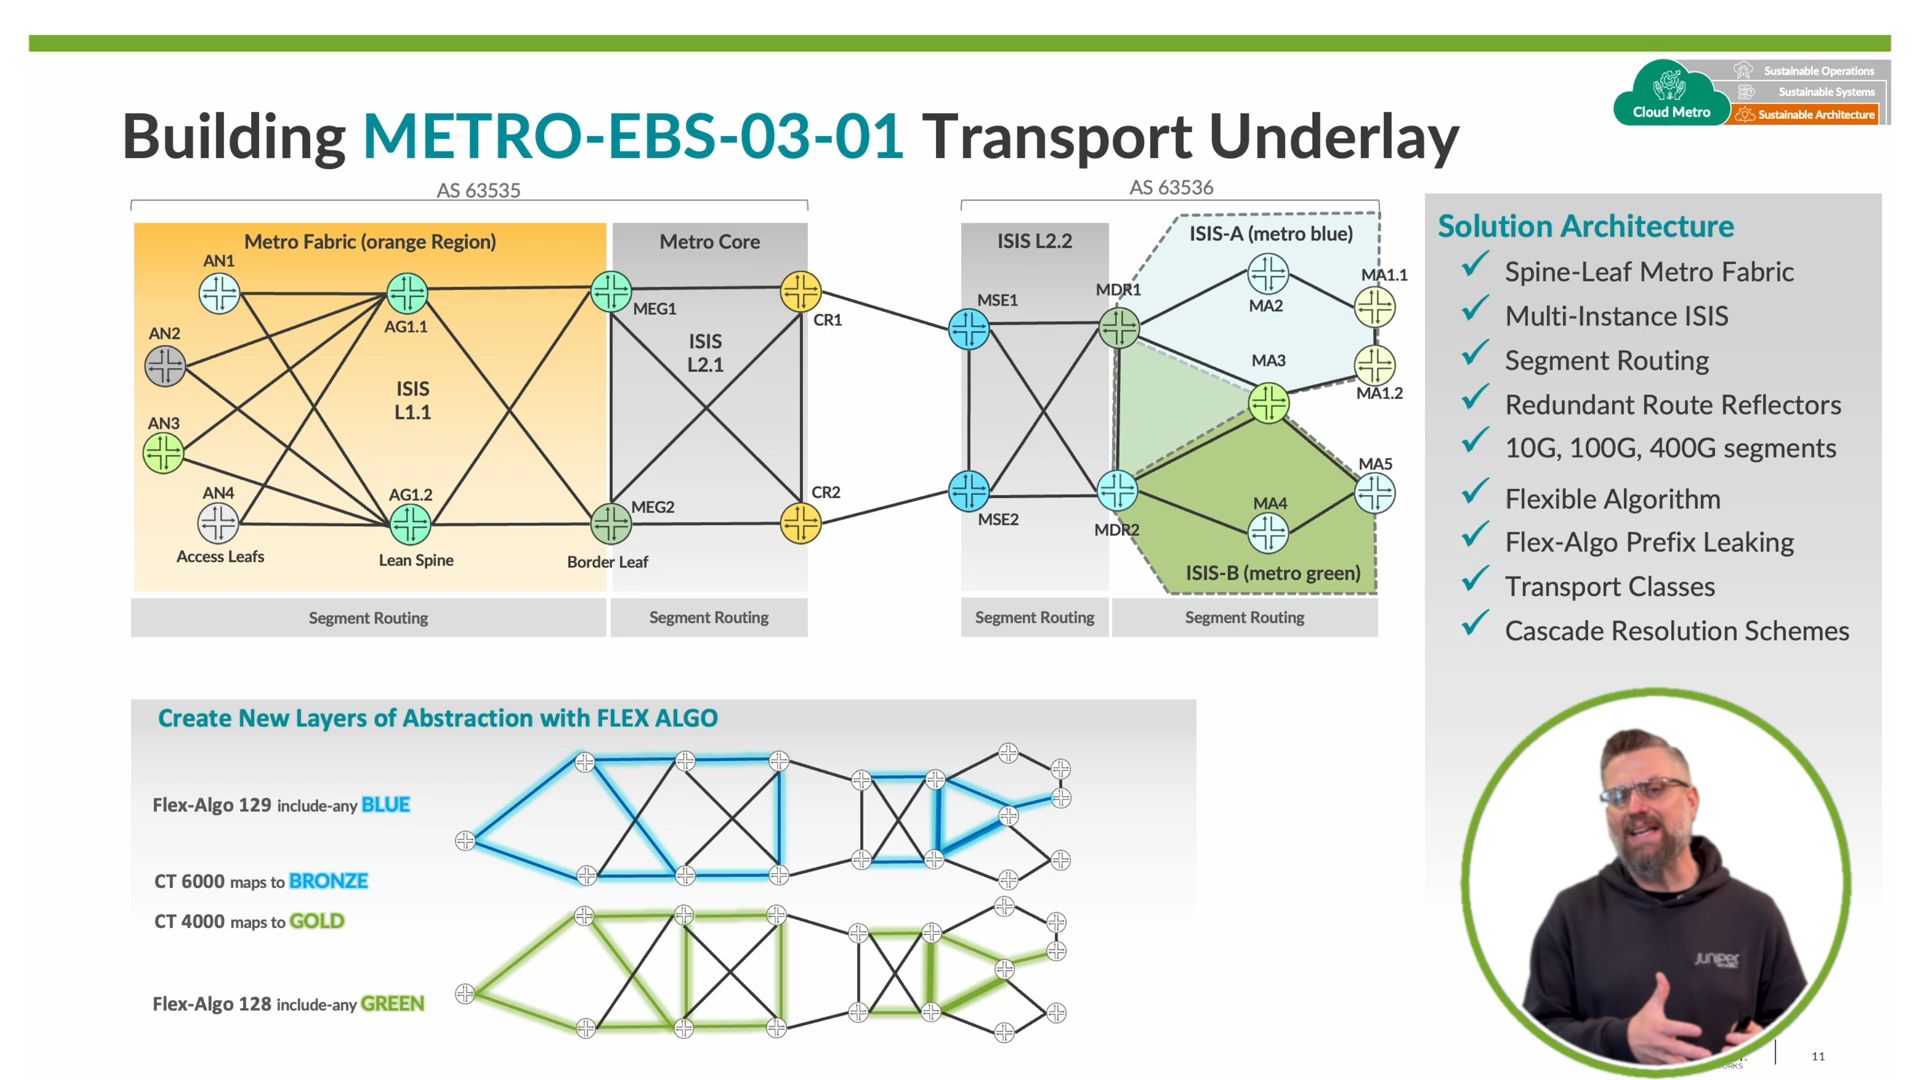 Sustainable Operations
Sustainable Systems
Cloud Metro
Sustainable Architecture
Building METRO-EBS-03-01 Transport Underlay
AS 63535
AS 63536
Metro Fabric (orange Region)
Metro Core
ISIS L2.2
ISIS-A (metro blue)
AN1
AG1.1
MEG1
CR1
AN2
ISIS
L1.1
ISIS
L2.1
AN3
AN4
AG1.2
MEG2
CR2
Access Leafs
Lean Spine
Border Leaf
MSE1
MDR1
MA2
MA1.1
MA3
MA1.2
MA5
MSE2
MDR2
MA4
ISIS-B (metro green)
Segment Routing
Segment Routing
Segment Routing
Segment Routing
Solution Architecture
Spine-Leaf Metro Fabric
Multi-Instance ISIS
Segment Routing
Redundant Route Reflectors
10G, 100G, 400G segments
Flexible Algorithm
Flex-Algo Prefix Leaking
Transport Classes
Cascade Resolution Schemes
Create New Layers of Abstraction with FLEX ALGO
Flex-Algo 129 include-any BLUE
CT 6000 maps to BRONZE
CT 4000 maps to GOLD
Flex-Algo 128 include-any GREEN
JUNIPER
11